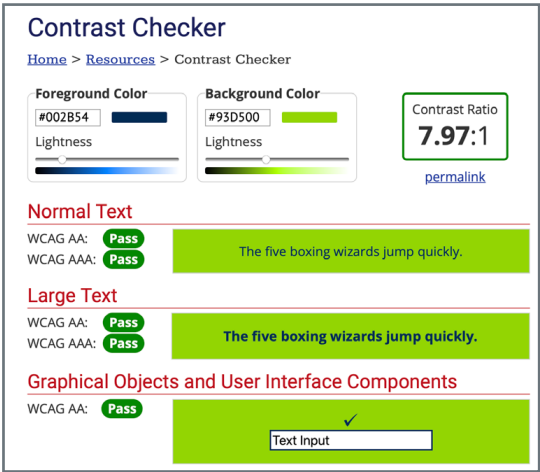 Contrast Checker
Home > Resources > Contrast Checker
Foreground Color
#002B54
Lightness
Background Color
#93D500
Lightness
Contrast Ratio
7.97:1
permalink
Normal Text
WCAG AA: Pass
WCAG AAA: Pass
The five boxing wizards jump quickly.
Large Text
WCAG AA: Pass
WCAG AAA: Pass
The five boxing wizards jump quickly.
Graphical Objects and User Interface Components
WCAG AA: Pass
✓
Text Input